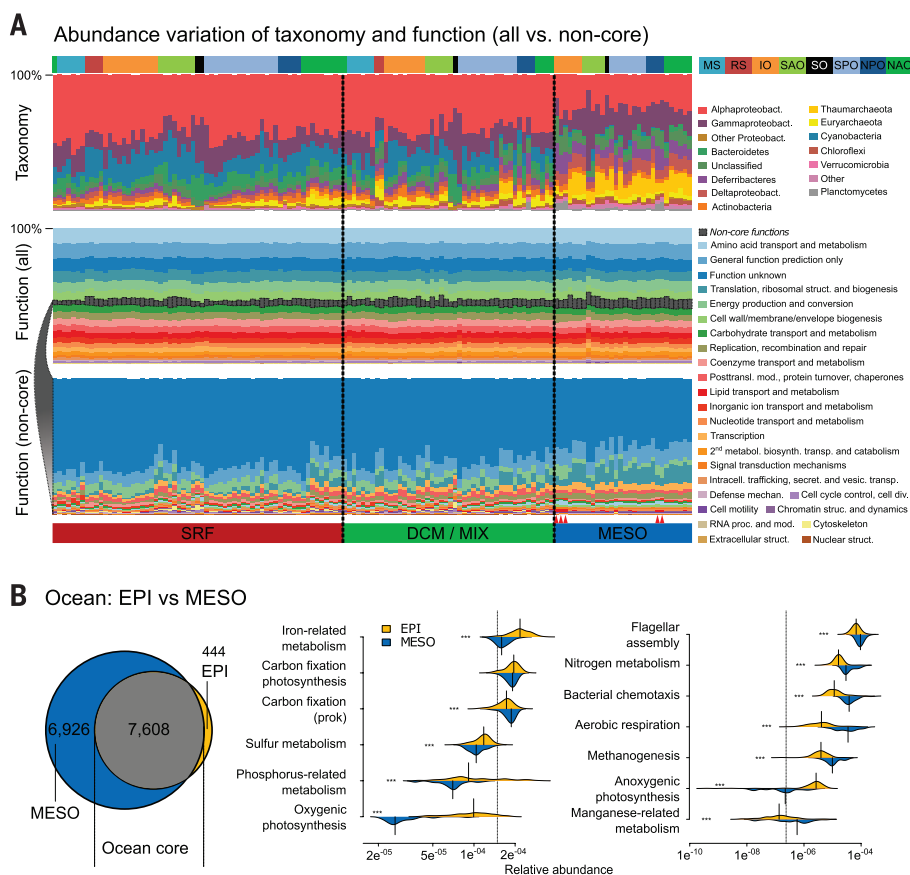 A
Abundance variation of taxonomy and function (all vs. non-core)
MS RS IO SAO SO SPO NPO NAO
100%
Taxonomy
Alphaproteobact.
Gammaproteobact.
Other Proteobact.
Bacteroidetes
Unclassified
Deferribacteres
Deltaproteobact.
Actinobacteria
Thaumarchaeota
Euryarchaeota
Cyanobacteria
Chloroflexi
Verrucomicrobia
Other
Planctomycetes
100%
Function (all)
Function (non-core)
Non-core functions
Amino acid transport and metabolism
General function prediction only
Function unknown
Translation, ribosomal struct. and biogenesis
Energy production and conversion
Cell wall/membrane/envelope biogenesis
Carbohydrate transport and metabolism
Replication, recombination and repair
Coenzyme transport and metabolism
Posttransl. mod., protein turnover, chaperones
Lipid transport and metabolism
Inorganic ion transport and metabolism
Nucleotide transport and metabolism
Transcription
2nd metabol. biosynth. transp. and catabolism
Signal transduction mechanisms
Intracell. trafficking, secret. and vesic. transp.
Defense mechan. Cell cycle control, cell div.
Cell motility Chromatin struc. and dynamics
RNA proc. and mod. Cytoskeleton
Extracellular struct. Nuclear struct.
SRF DCM / MIX MESO
B
Ocean: EPI vs MESO
444
EPI
6,926
7,608
MESO
Ocean core
EPI
MESO
Iron-related
metabolism
***
Carbon fixation
photosynthesis
Carbon fixation
(prok)
***
Sulfur metabolism
***
Phosphorus-related
metabolism
***
Oxygenic
photosynthesis
***
2e-05 5e-05 1e-04 2e-04
Flagellar
assembly
***
Nitrogen metabolism
***
Bacterial chemotaxis
***
Aerobic respiration
***
Methanogenesis
***
Anoxygenic
photosynthesis
***
Manganese-related
metabolism
***
1e-10 1e-08 1e-06 1e-04
Relative abundance